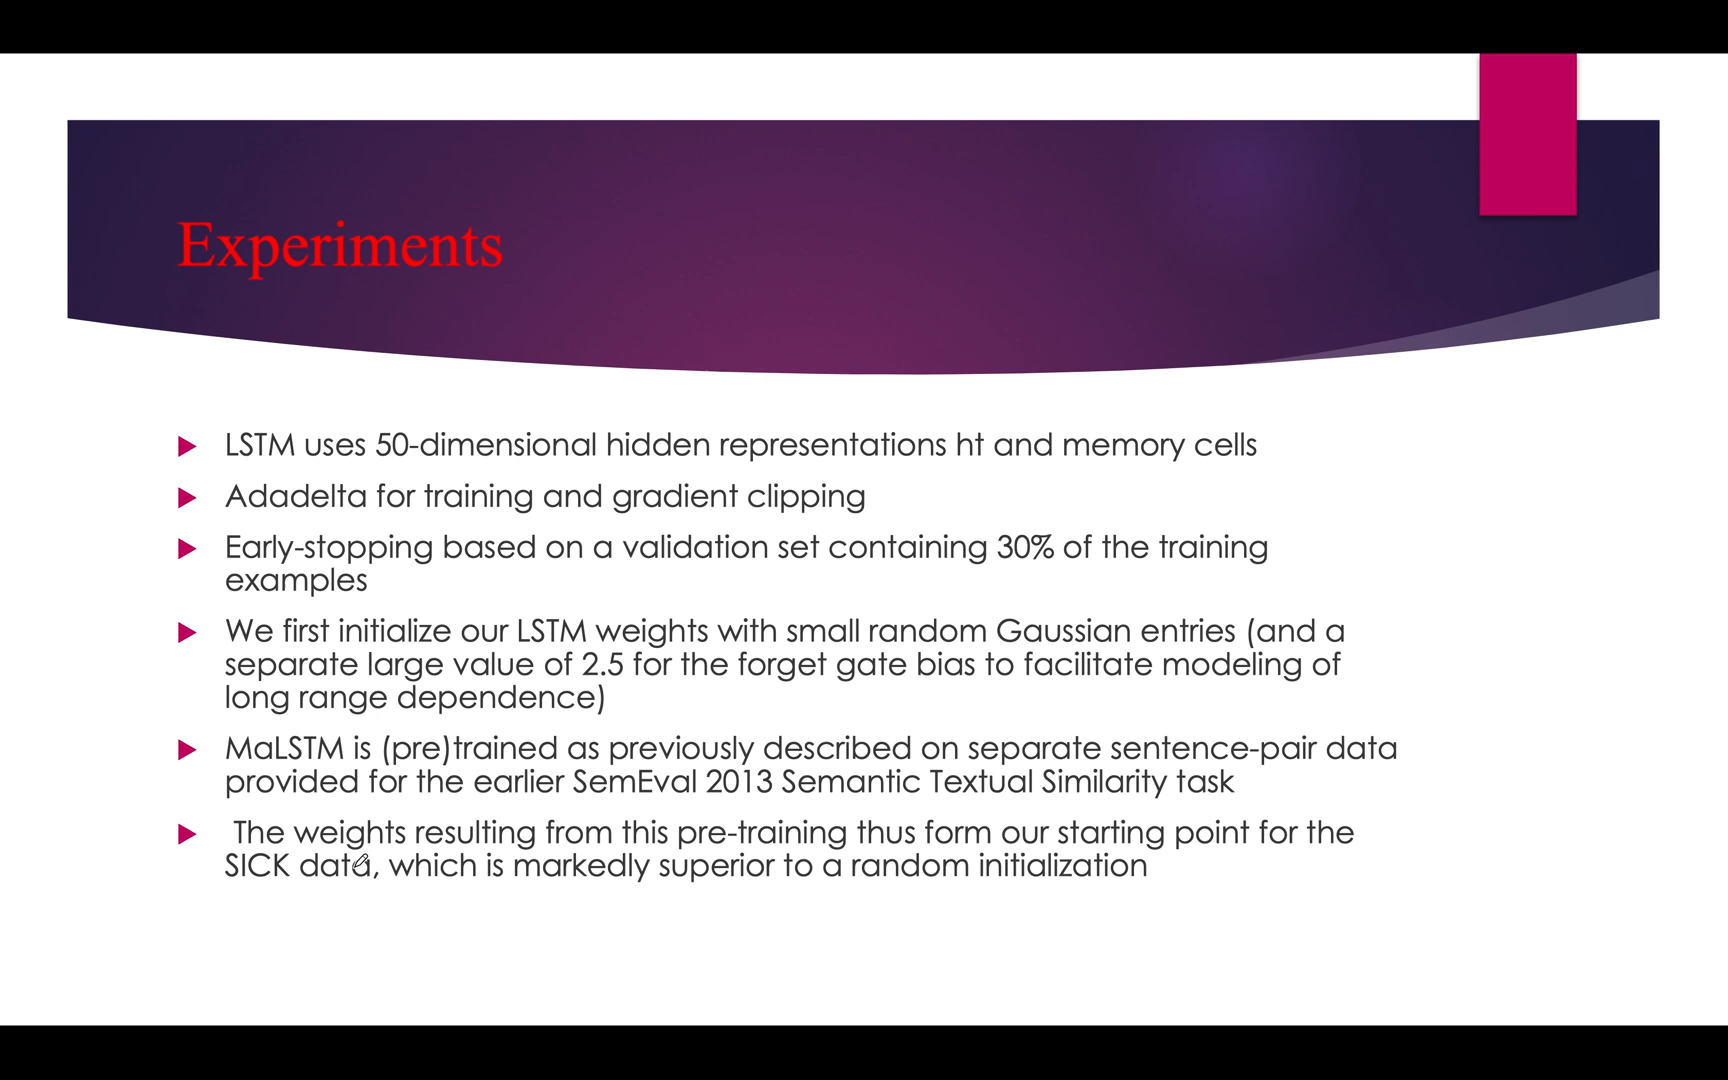 Experiments
LSTM uses 50-dimensional hidden representations ht and memory cells
Adadelta for training and gradient clipping
Early-stopping based on a validation set containing 30% of the training
examples
We first initialize our LSTM weights with small random Gaussian entries (and a
separate large value of 2.5 for the forget gate bias to facilitate modeling of
long range dependence)
MaLSTM is (pre)trained as previously described on separate sentence-pair data
provided for the earlier SemEval 2013 Semantic Textual Similarity task
The weights resulting from this pre-training thus form our starting point for the
SICK data, which is markedly superior to a random initialization